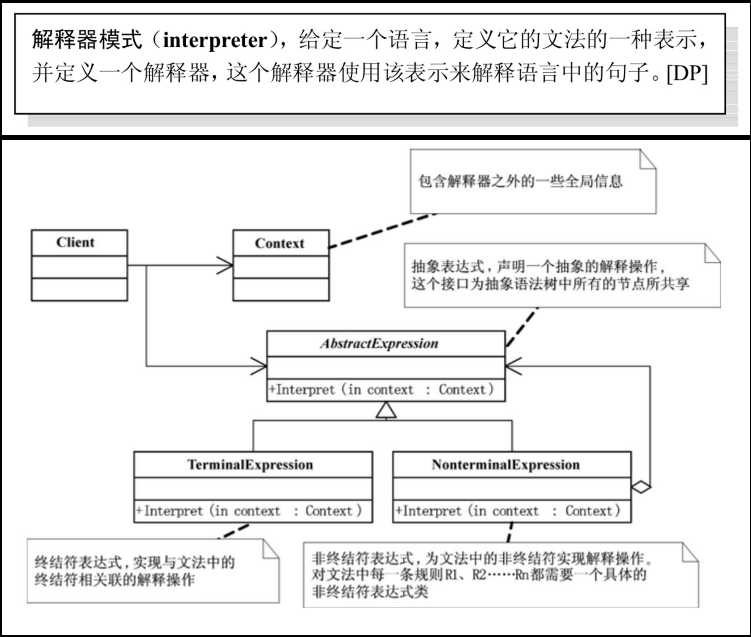 解释器模式（interpreter），给定一个语言，定义它的文法的一种表示，
并定义一个解释器，这个解释器使用该表示来解释语言中的句子。[DP]
包含解释器之外的一些全局信息
Client
Context
抽象表达式，声明一个抽象的解释操作，
这个接口为抽象语法树中所有的节点所共享
AbstractExpression
+Interpret(in context : Context)
TerminalExpression
+Interpret(in context : Context)
NonterminalExpression
+Interpret(in context : Context)
终结符表达式，实现与文法中的
终结符相关联的解释操作
非终结符表达式，为文法中的非终结符实现解释操作。
对文法中每一条规则R1、R2……Rn都需要一个具体的
非终结符表达式类